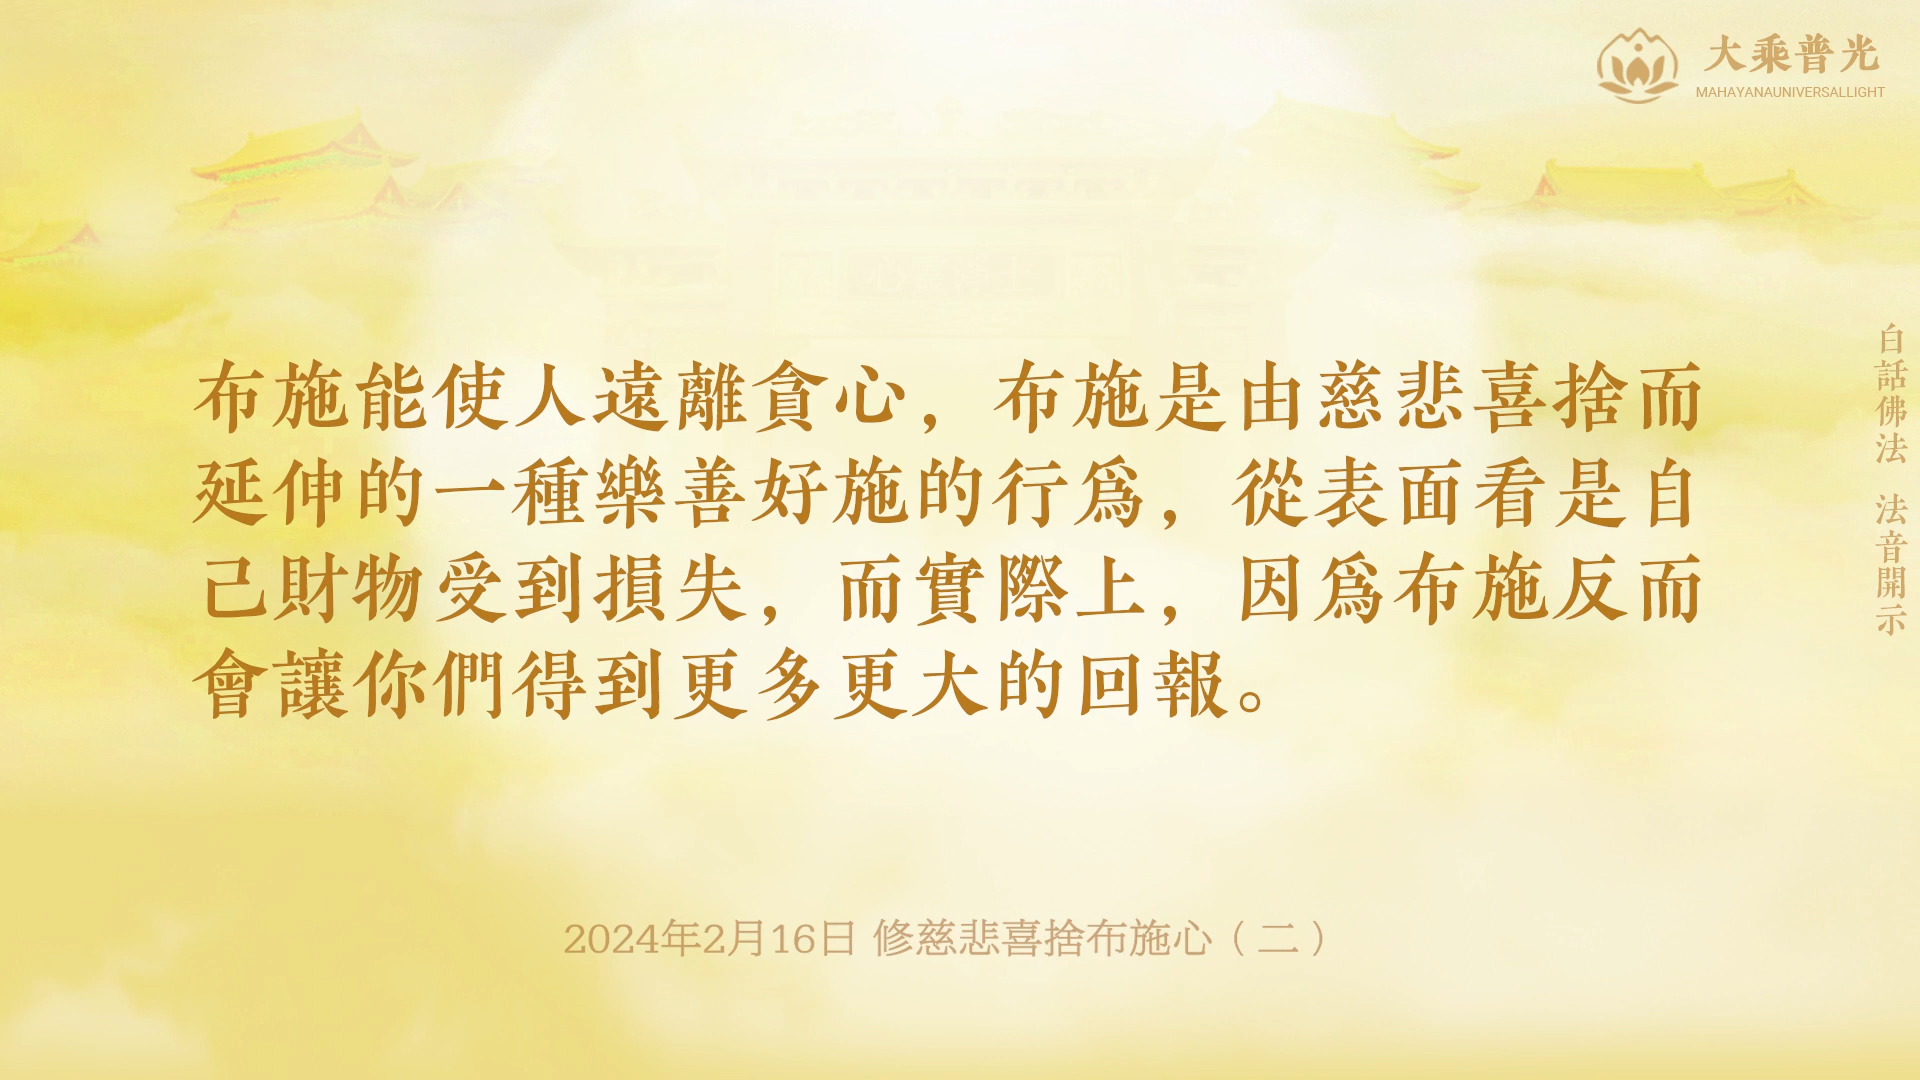 大乘普光
MAHAYANAUNIVERSALLIGHT
布施能使人遠離貪心，布施是由慈悲喜捨而
延伸的一種樂善好施的行爲，從表面看是自
己財物受到損失，而實際上，因爲布施反而
會讓你們得到更多更大的回報。
白話佛法 法音開示
2024年2月16日 修慈悲喜捨布施心（二）